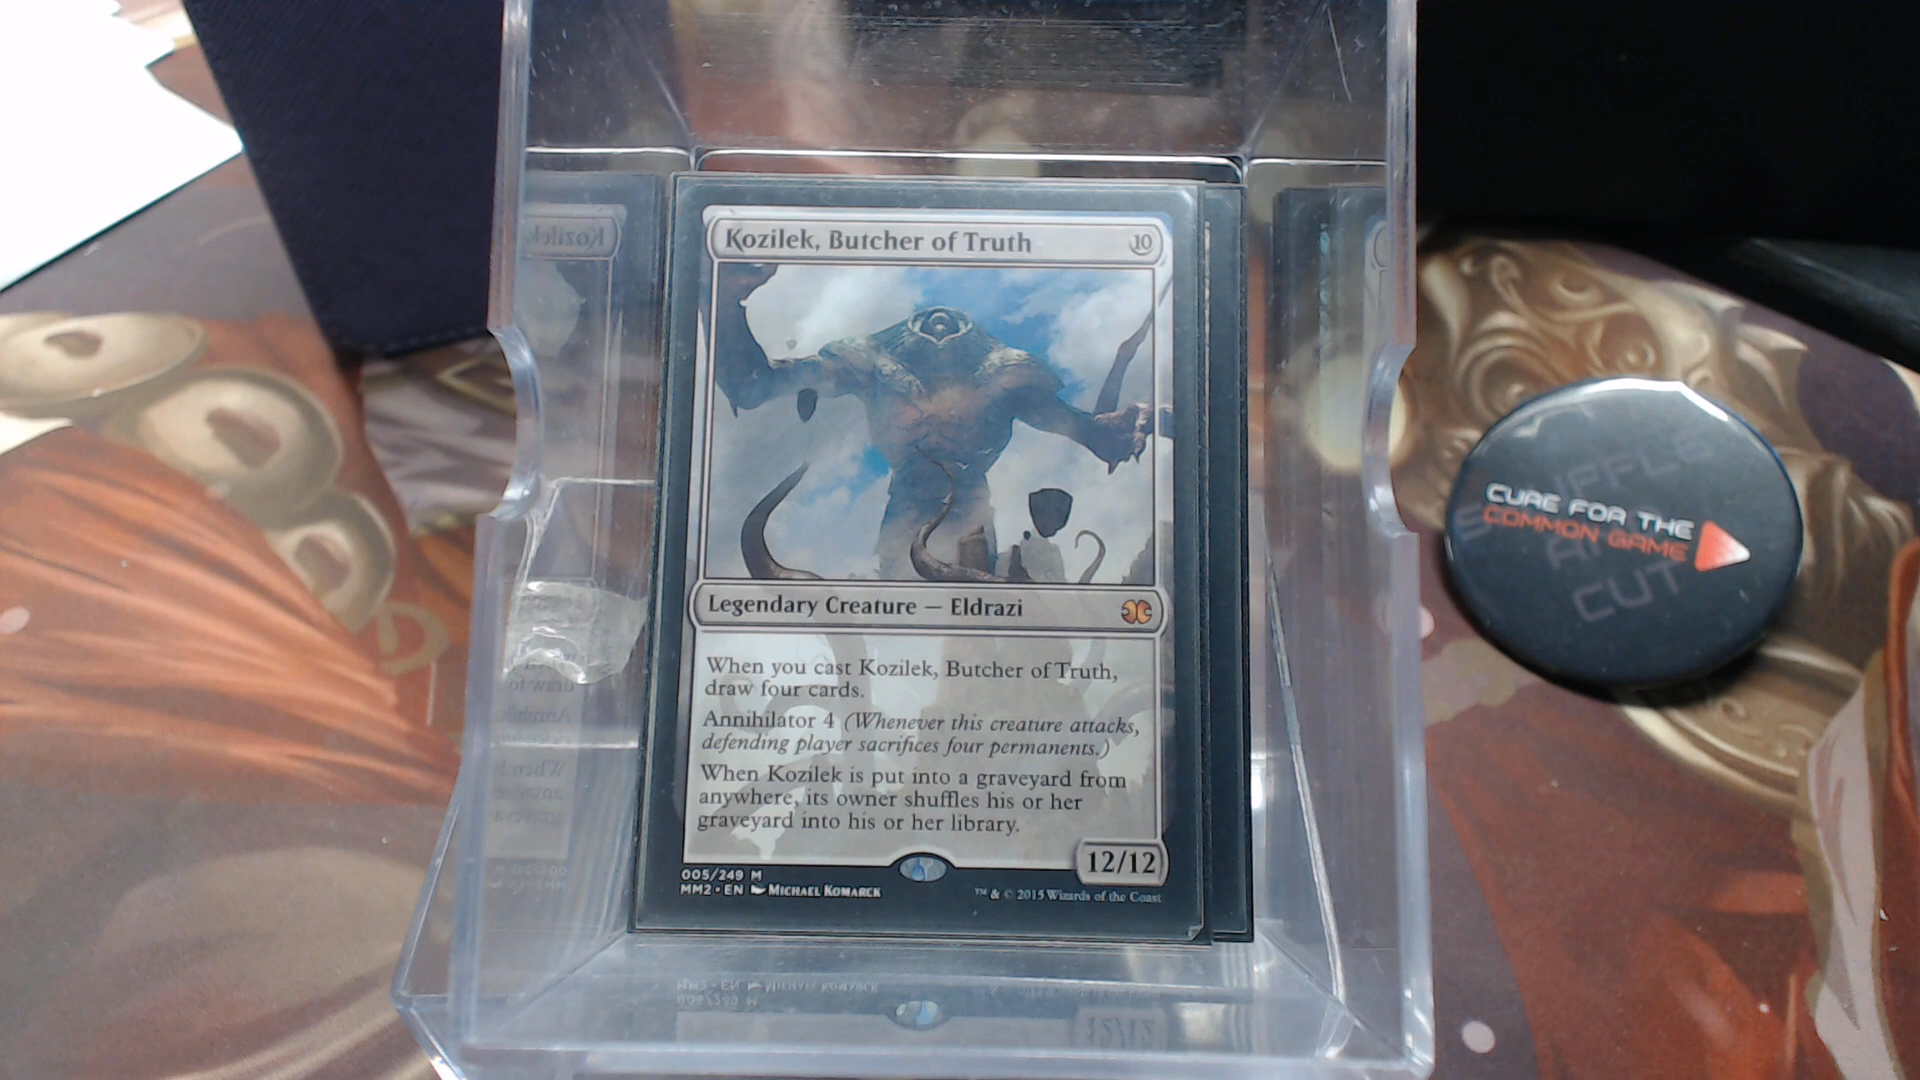 Kozilek, Butcher of Truth
10
Legendary Creature — Eldrazi
When you cast Kozilek, Butcher of Truth,
draw four cards.
Annihilator 4 (Whenever this creature attacks,
defending player sacrifices four permanents.)
When Kozilek is put into a graveyard from
anywhere, its owner shuffles his or her
graveyard into his or her library.
12/12
005/249 M
MM2 • EN MICHAEL KOMARCK
™ & © 2015 Wizards of the Coast
CURE FOR THE
COMMON GAME
CUT